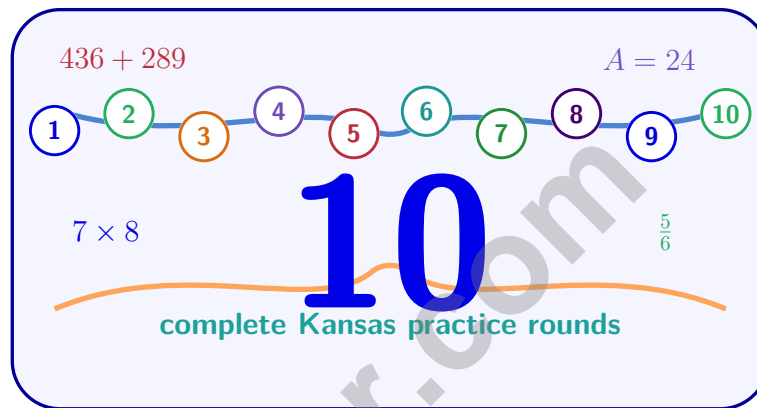 436 + 289
A = 24
1 2 3 4 5 6 7 8 9 10
10
7 × 8
5/6
complete Kansas practice rounds
r.com